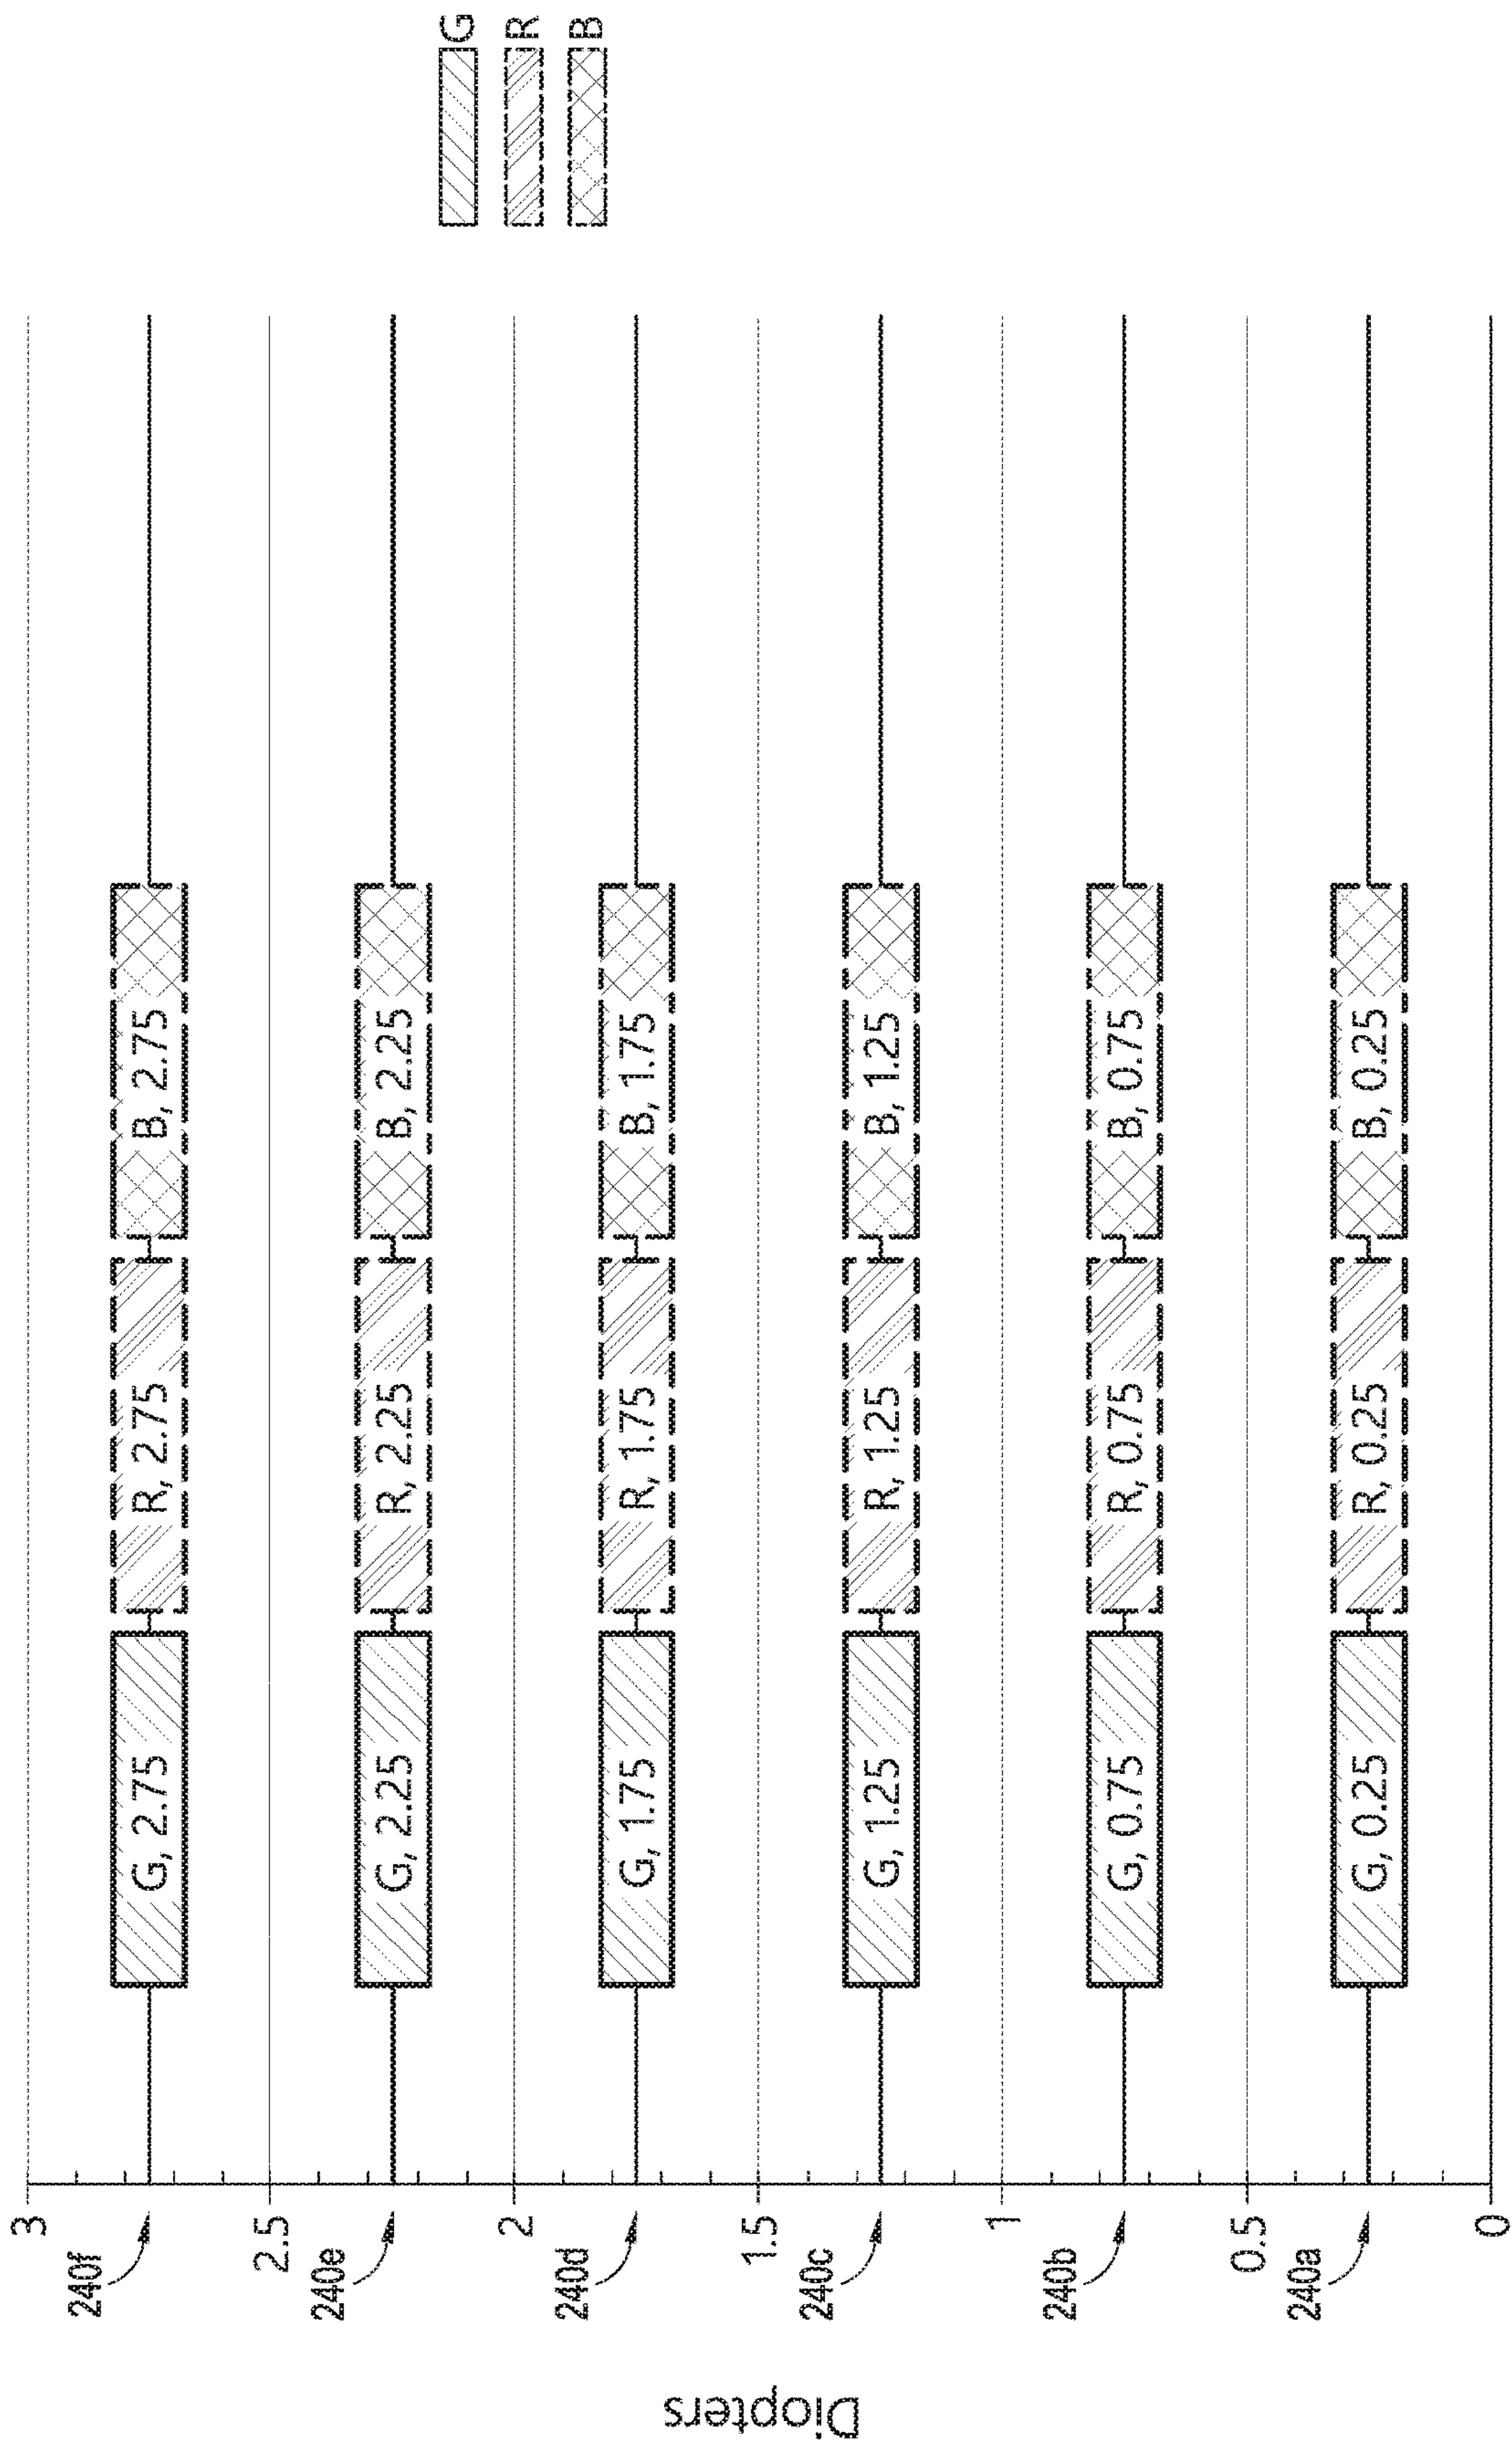 Diopters
3
240f
G, 2.75 R, 2.75 B, 2.75
2.5
240e
G, 2.25 R, 2.25 B, 2.25
2
240d
G, 1.75 R, 1.75 B, 1.75
1.5
240c
G, 1.25 R, 1.25 B, 1.25
1
240b
G, 0.75 R, 0.75 B, 0.75
0.5
240a
G, 0.25 R, 0.25 B, 0.25
0
G
R
B